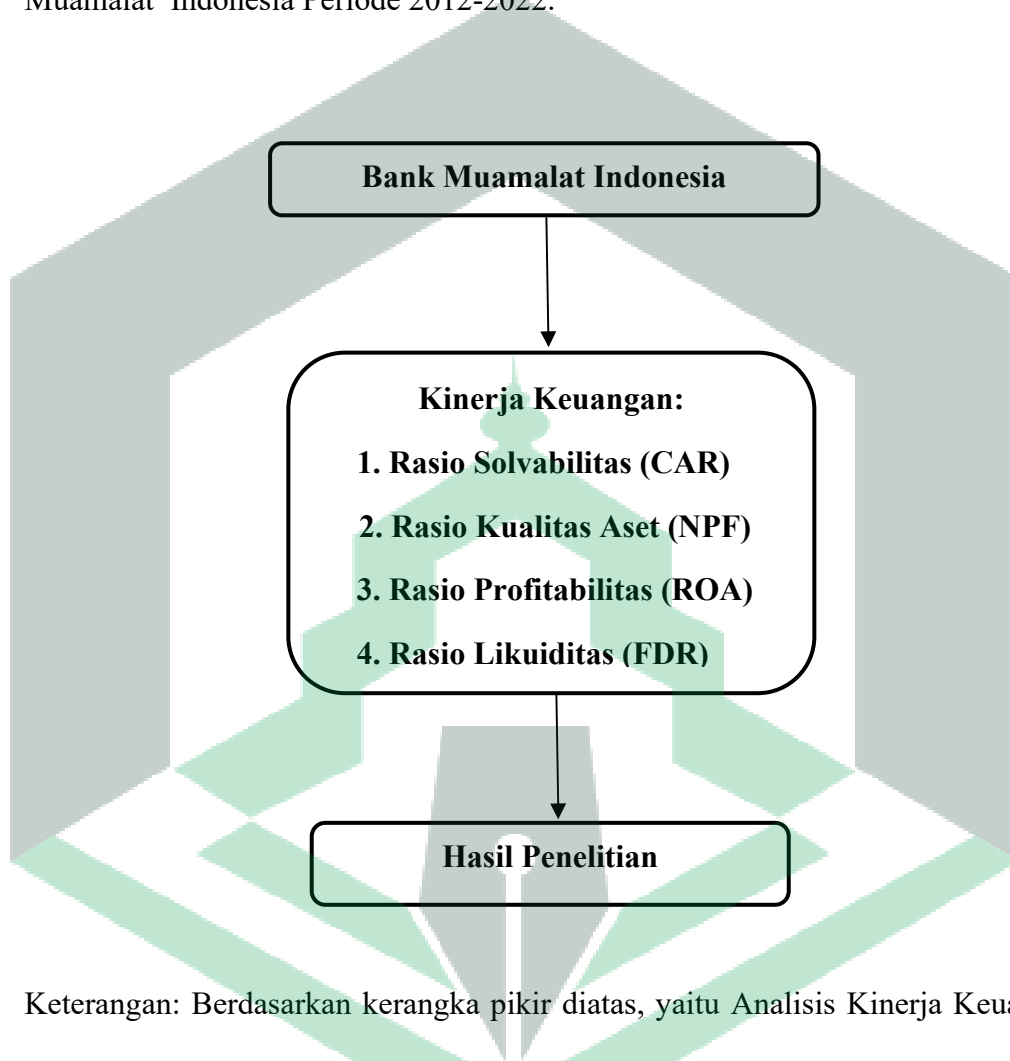 Muamalat Indonesia Periode 2012-2022.
Bank Muamalat Indonesia
Kinerja Keuangan:
1. Rasio Solvabilitas (CAR)
2. Rasio Kualitas Aset (NPF)
3. Rasio Profitabilitas (ROA)
4. Rasio Likuiditas (FDR)
Hasil Penelitian
Keterangan: Berdasarkan kerangka pikir diatas, yaitu Analisis Kinerja